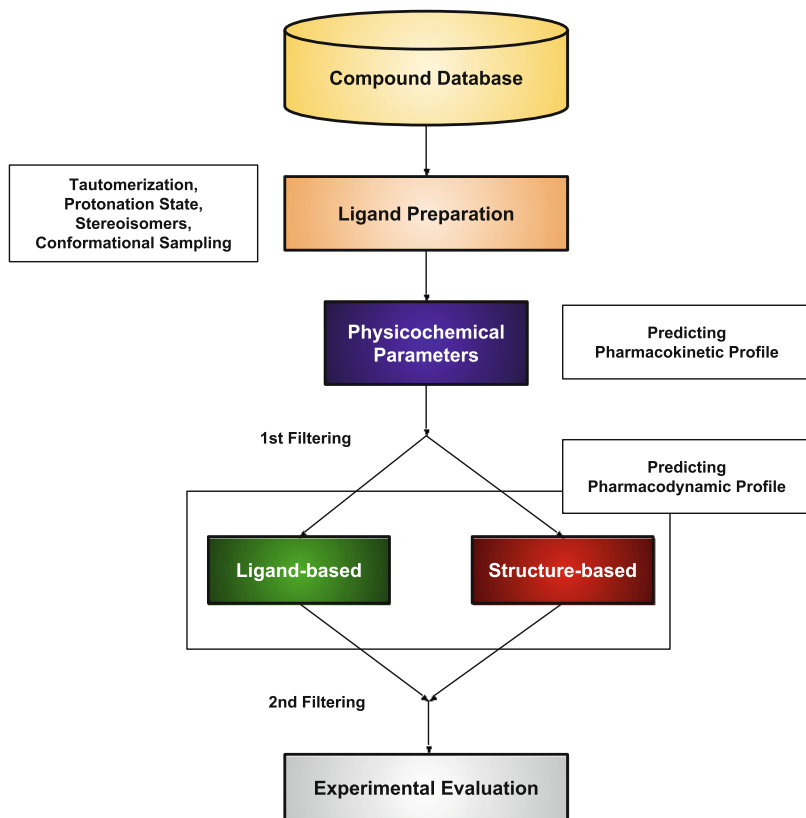 Compound Database
Tautomerization,
Protonation State,
Stereoisomers,
Conformational Sampling
Ligand Preparation
Physicochemical
Parameters
Predicting
Pharmacokinetic Profile
1st Filtering
Predicting
Pharmacodynamic Profile
Ligand-based
Structure-based
2nd Filtering
Experimental Evaluation